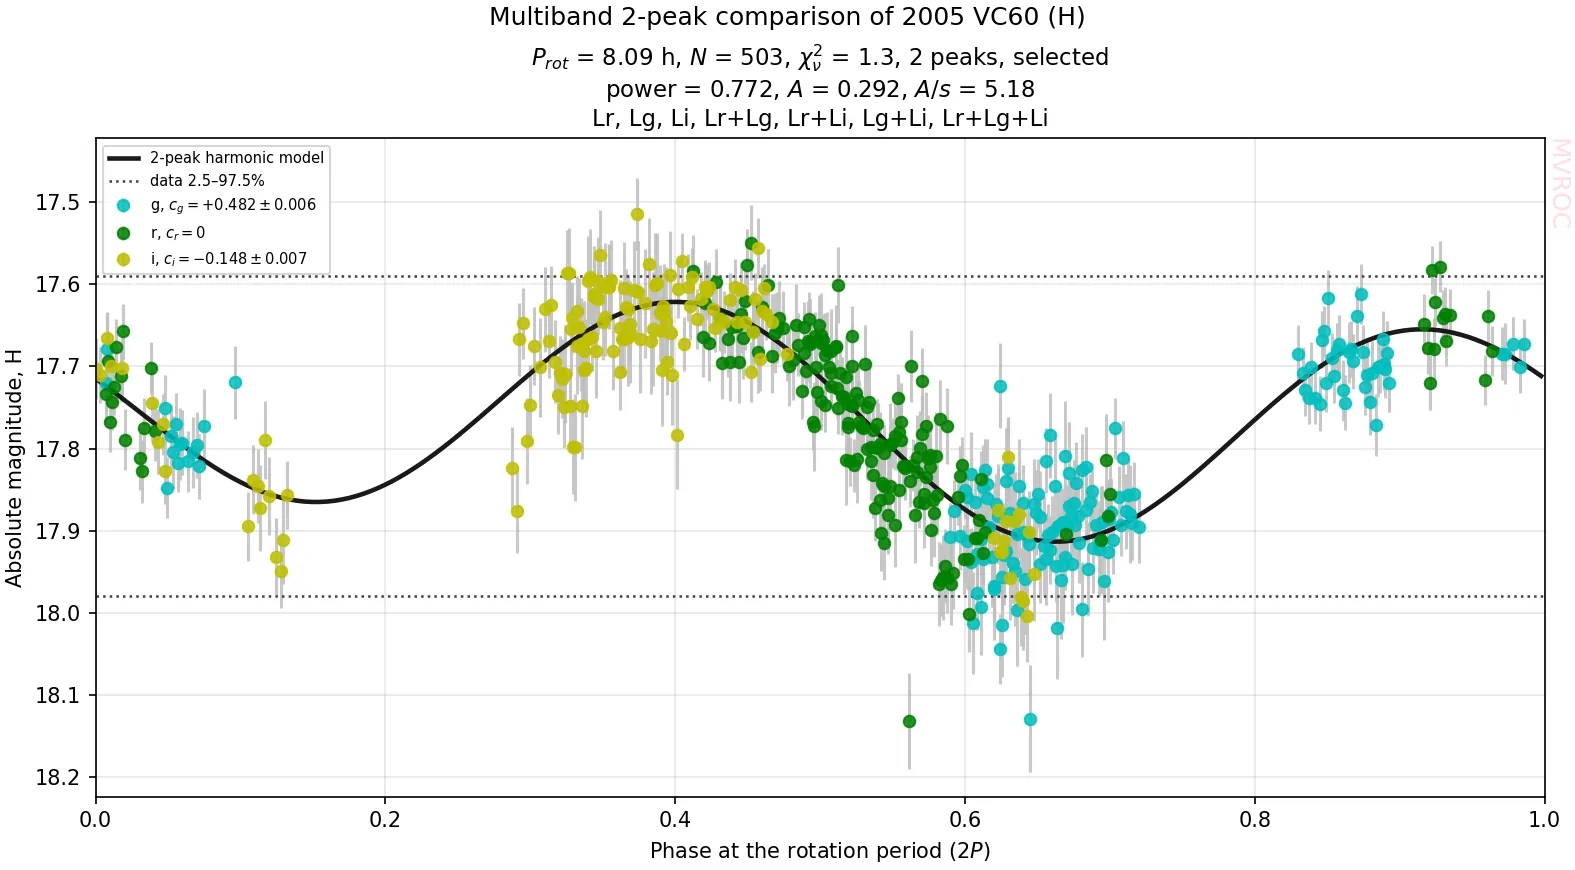 Multiband 2-peak comparison of 2005 VC60 (H)
P_rot = 8.09 h, N = 503, χ²_ν = 1.3, 2 peaks, selected
power = 0.772, A = 0.292, A/s = 5.18
Lr, Lg, Li, Lr+Lg, Lr+Li, Lg+Li, Lr+Lg+Li
2-peak harmonic model
data 2.5–97.5%
g, c_g = +0.482 ± 0.006
r, c_r = 0
i, c_i = −0.148 ± 0.007
MVROC
Absolute magnitude, H
17.5
17.6
17.7
17.8
17.9
18.0
18.1
18.2
0.0
0.2
0.4
0.6
0.8
1.0
Phase at the rotation period (2P)